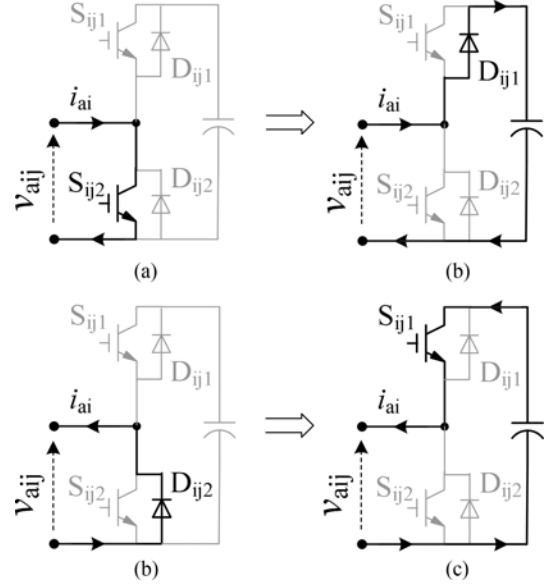 S_ij1
D_ij1
i_ai
v_aij
S_ij2
D_ij2
(a)
S_ij1
D_ij1
i_ai
v_aij
S_ij2
D_ij2
(b)
S_ij1
D_ij1
i_ai
v_aij
S_ij2
D_ij2
(b)
S_ij1
D_ij1
i_ai
v_aij
S_ij2
D_ij2
(c)